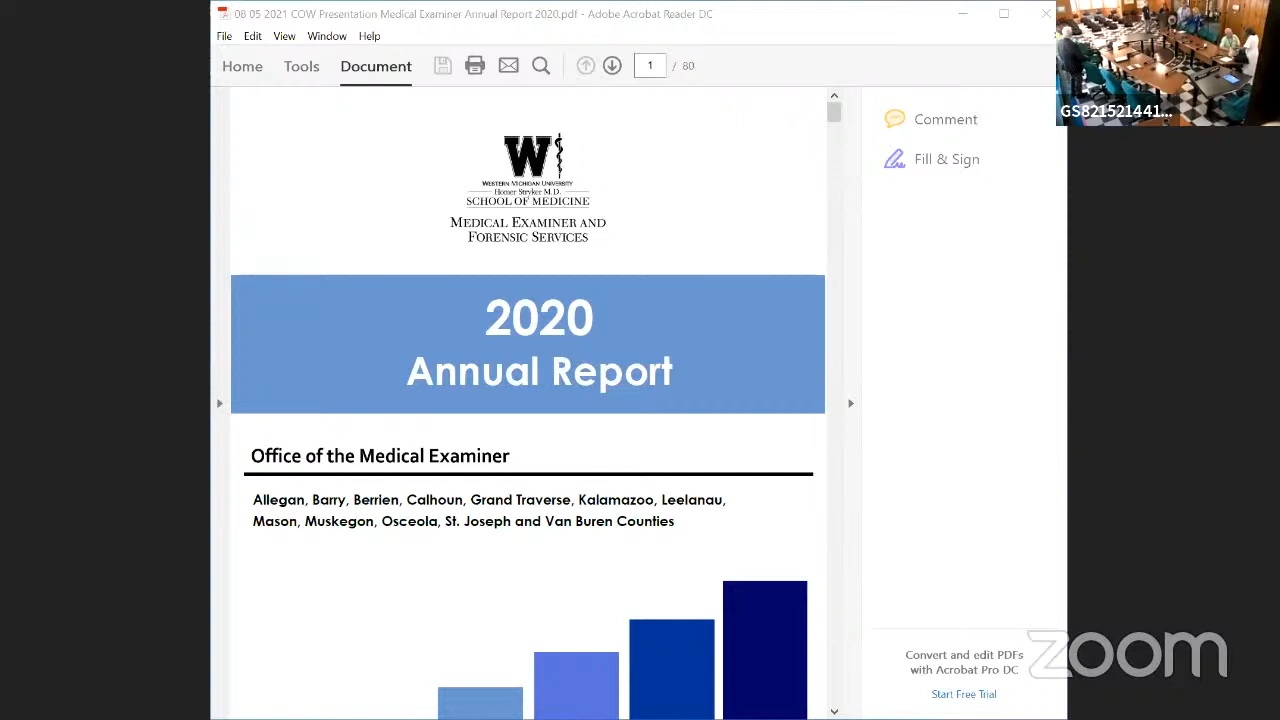 08 05 2021 COW Presentation Medical Examiner Annual Report 2020.pdf - Adobe Acrobat Reader DC
File Edit View Window Help
Home Tools Document 1 / 80
GS821521441...
Comment
Fill & Sign
W
WESTERN MICHIGAN UNIVERSITY
Homer Stryker M.D.
SCHOOL OF MEDICINE
MEDICAL EXAMINER AND
FORENSIC SERVICES
2020
Annual Report
Office of the Medical Examiner
Allegan, Barry, Berrien, Calhoun, Grand Traverse, Kalamazoo, Leelanau,
Mason, Muskegon, Osceola, St. Joseph and Van Buren Counties
Convert and edit PDFs
with Acrobat Pro DC
Start Free Trial
zoom